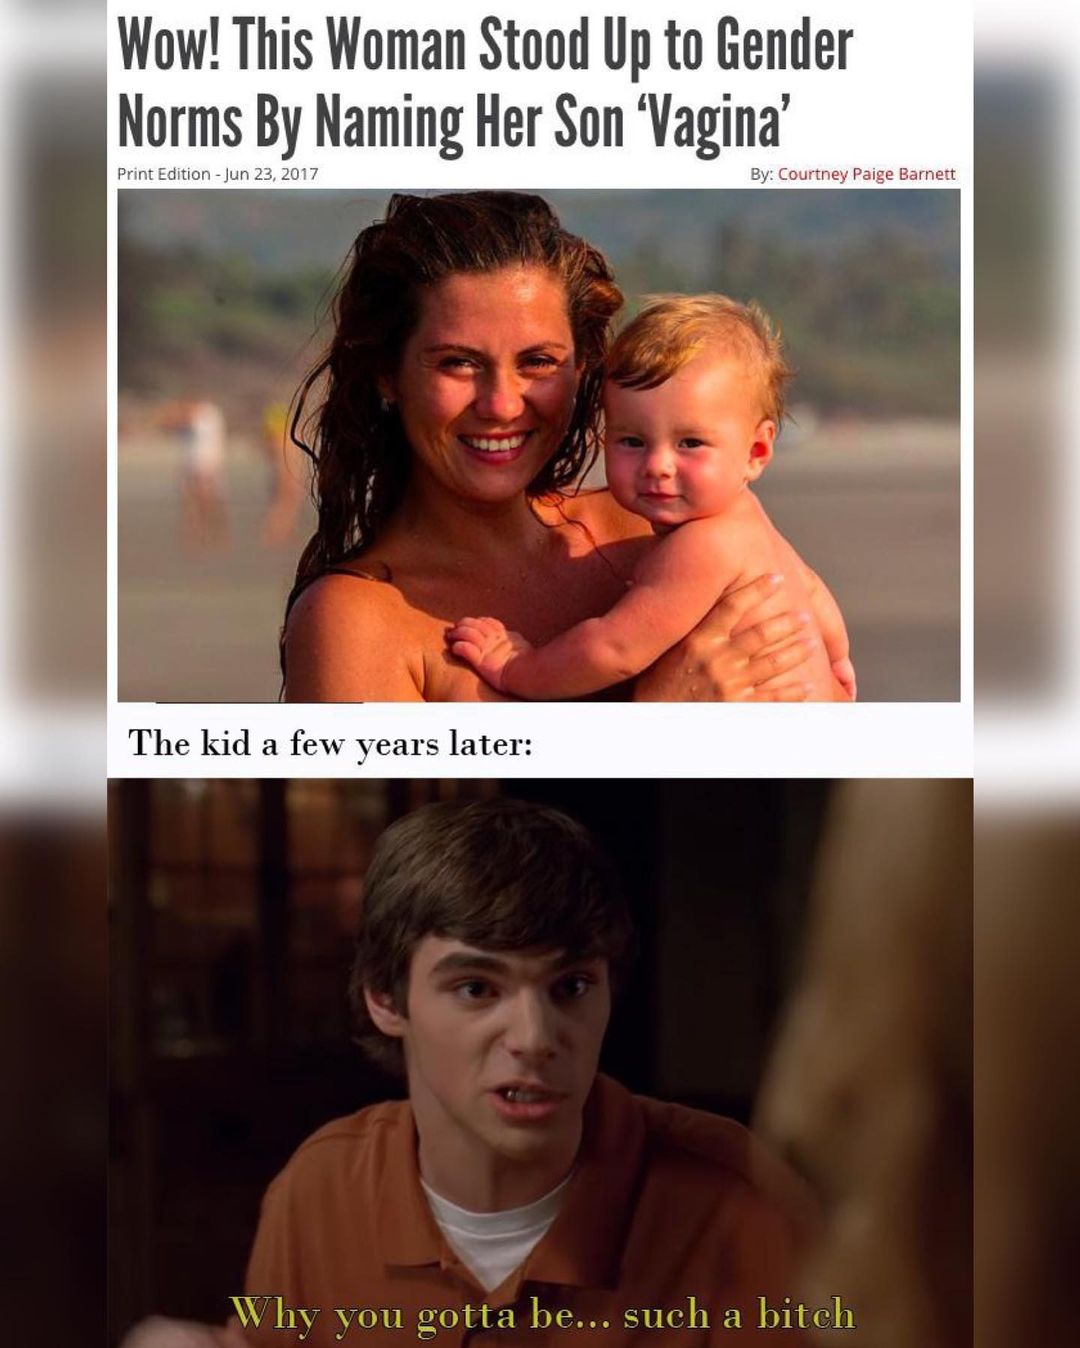 Wow! This Woman Stood Up to Gender
Norms By Naming Her Son ‘Vagina’
Print Edition - Jun 23, 2017 By: Courtney Paige Barnett
The kid a few years later:
Why you gotta be... such a bitch